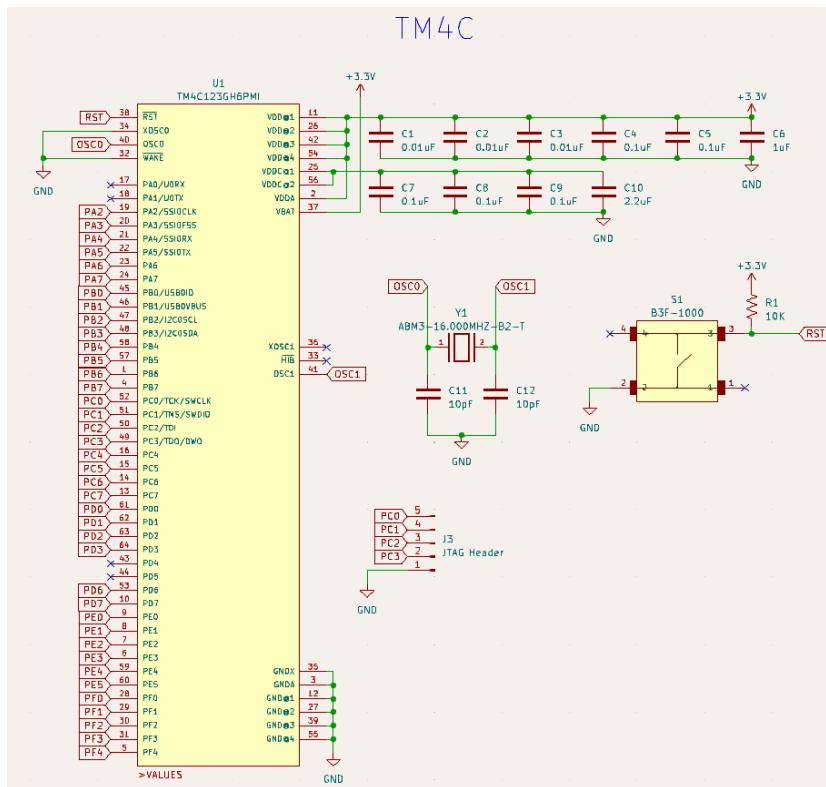 TM4C
U1
TM4C123GH6PMI
+3.3V
+3.3V
RST 38 RST VDD@1 11
34 XOSC0 VDD@2 26
OSC0 40 OSC0 VDD@3 42
32 WAKE VDD@4 54
VDDC@1 25
17 PA0/U0RX VDDC@2 56
18 PA1/U0TX VDDA 2
PA2 19 PA2/SSI0CLK VBAT 37
PA3 20 PA3/SSI0FSS
PA4 21 PA4/SSI0RX
PA5 22 PA5/SSI0TX
PA6 23 PA6
PA7 24 PA7
PB0 45 PB0/USB0ID
PB1 46 PB1/USB0VBUS
PB2 47 PB2/I2C0SCL
PB3 48 PB3/I2C0SDA
PB4 58 PB4 XOSC1 36
PB5 57 PB5 HIB 33
PB6 1 PB6 OSC1 41 OSC1
PB7 4 PB7
PC0 52 PC0/TCK/SWCLK
PC1 51 PC1/TMS/SWDIO
PC2 50 PC2/TDI
PC3 49 PC3/TDO/SWO
PC4 16 PC4
PC5 15 PC5
PC6 14 PC6
PC7 13 PC7
PD0 61 PD0
PD1 62 PD1
PD2 63 PD2
PD3 64 PD3
43 PD4
44 PD5
PD6 53 PD6
PD7 10 PD7
PE0 9 PE0
PE1 8 PE1
PE2 7 PE2
PE3 6 PE3
PE4 59 PE4 GNDX 35
PE5 60 PE5 GNDA 3
PF0 28 PF0 GND@1 12
PF1 29 PF1 GND@2 27
PF2 30 PF2 GND@3 39
PF3 31 PF3 GND@4 55
PF4 5 PF4
>VALUES
GND
GND
C1
0.01uF
C2
0.01uF
C3
0.01uF
C4
0.1uF
C5
0.1uF
C6
1uF
GND
C7
0.1uF
C8
0.1uF
C9
0.1uF
C10
2.2uF
GND
OSC0
OSC1
Y1
ABM3-16.000MHZ-B2-T
1 2
C11
10pF
C12
10pF
GND
+3.3V
R1
10K
S1
B3F-1000
4 4 3 3
RST
2 2 1 1
GND
PC0 5
PC1 4
PC2 3
PC3 2
1
J3
JTAG Header
GND